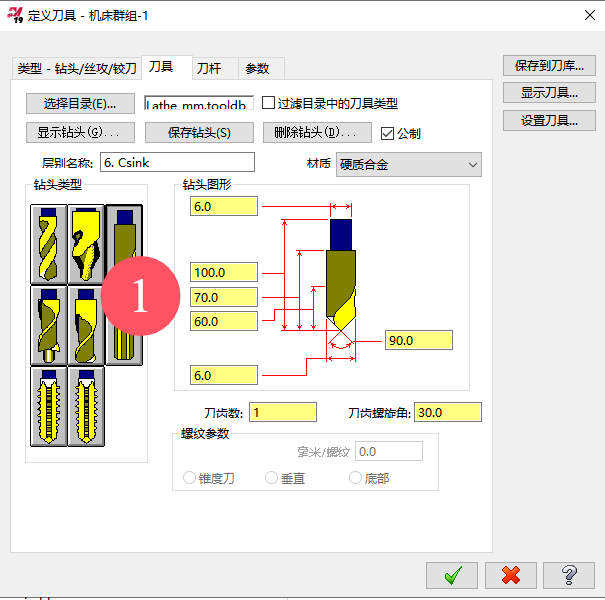 定义刀具 - 机床群组-1
类型 - 钻头/丝攻/铰刀 刀具 刀杆 参数
保存到刀库...
显示刀具...
设置刀具...
选择目录(E)... Lathe_mm.tooldb 过滤目录中的刀具类型
显示钻头(G)... 保存钻头(S) 删除钻头(D)... 公制
层别名称: 6. Csink 材质 硬质合金
钻头类型 钻头图形
6.0
100.0
70.0
60.0
90.0
6.0
1
刀齿数: 1 刀齿螺旋角: 30.0
螺纹参数
毫米/螺纹 0.0
锥度刀 垂直 底部